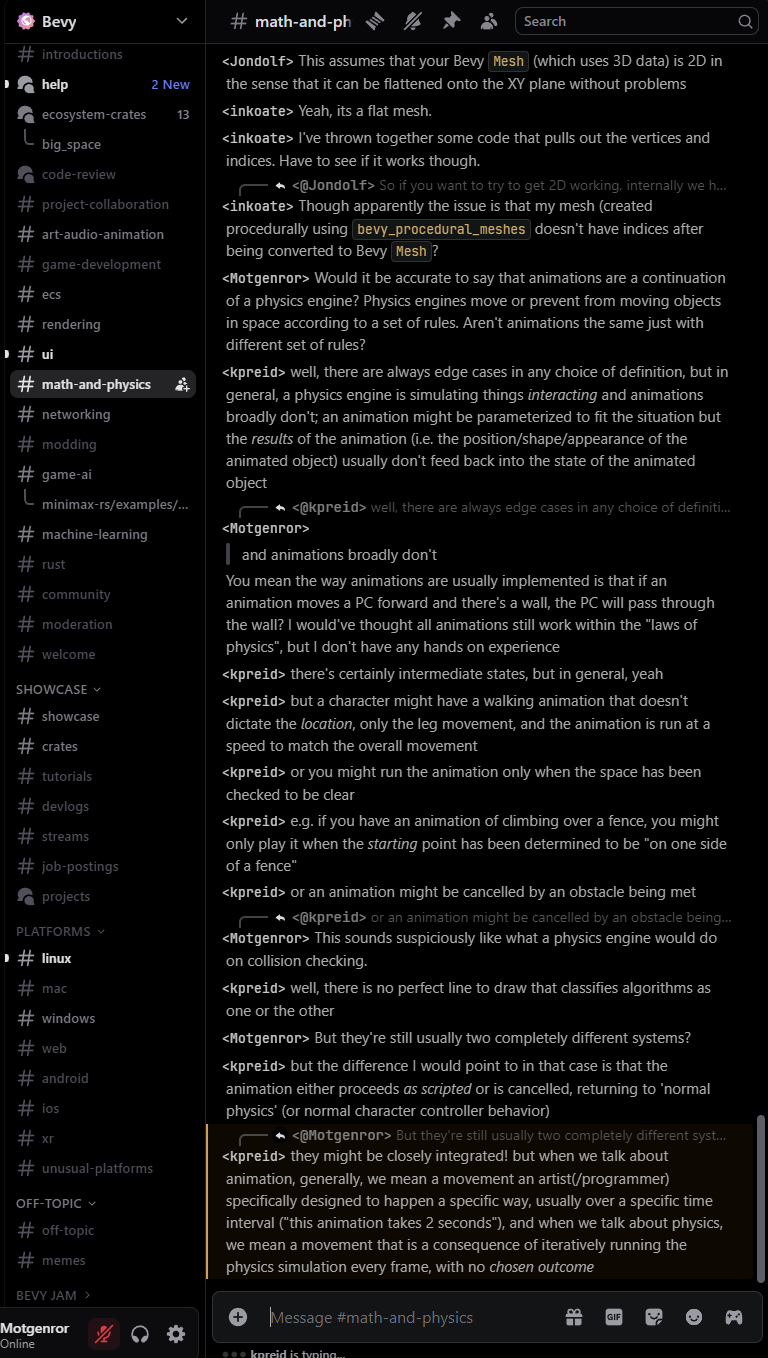 Bevy
introductions
help 2 New
ecosystem-crates 13
big_space
code-review
project-collaboration
art-audio-animation
game-development
ecs
rendering
ui
math-and-physics
networking
modding
game-ai
minimax-rs/examples/...
machine-learning
rust
community
moderation
welcome
SHOWCASE
showcase
crates
tutorials
devlogs
streams
job-postings
projects
PLATFORMS
linux
mac
windows
web
android
ios
xr
unusual-platforms
OFF-TOPIC
off-topic
memes
BEVY JAM
Motgenror
Online
math-and-ph
Search
<Jondolf> This assumes that your Bevy Mesh (which uses 3D data) is 2D in
the sense that it can be flattened onto the XY plane without problems
<inkoate> Yeah, its a flat mesh.
<inkoate> I've thrown together some code that pulls out the vertices and
indices. Have to see if it works though.
<@Jondolf> So if you want to try to get 2D working, internally we h...
<inkoate> Though apparently the issue is that my mesh (created
procedurally using bevy_procedural_meshes doesn't have indices after
being converted to Bevy Mesh?
<Motgenror> Would it be accurate to say that animations are a continuation
of a physics engine? Physics engines move or prevent from moving objects
in space according to a set of rules. Aren't animations the same just with
different set of rules?
<kpreid> well, there are always edge cases in any choice of definition, but in
general, a physics engine is simulating things interacting and animations
broadly don't; an animation might be parameterized to fit the situation but
the results of the animation (i.e. the position/shape/appearance of the
animated object) usually don't feed back into the state of the animated
object
<@kpreid> well, there are always edge cases in any choice of definiti...
<Motgenror>
and animations broadly don't
You mean the way animations are usually implemented is that if an
animation moves a PC forward and there's a wall, the PC will pass through
the wall? I would've thought all animations still work within the "laws of
physics", but I don't have any hands on experience
<kpreid> there's certainly intermediate states, but in general, yeah
<kpreid> but a character might have a walking animation that doesn't
dictate the location, only the leg movement, and the animation is run at a
speed to match the overall movement
<kpreid> or you might run the animation only when the space has been
checked to be clear
<kpreid> e.g. if you have an animation of climbing over a fence, you might
only play it when the starting point has been determined to be "on one side
of a fence"
<kpreid> or an animation might be cancelled by an obstacle being met
<@kpreid> or an animation might be cancelled by an obstacle being...
<Motgenror> This sounds suspiciously like what a physics engine would do
on collision checking.
<kpreid> well, there is no perfect line to draw that classifies algorithms as
one or the other
<Motgenror> But they're still usually two completely different systems?
<kpreid> but the difference I would point to in that case is that the
animation either proceeds as scripted or is cancelled, returning to 'normal
physics' (or normal character controller behavior)
<@Motgenror> But they're still usually two completely different syst...
<kpreid> they might be closely integrated! but when we talk about
animation, generally, we mean a movement an artist(/programmer)
specifically designed to happen a specific way, usually over a specific time
interval ("this animation takes 2 seconds"), and when we talk about physics,
we mean a movement that is a consequence of iteratively running the
physics simulation every frame, with no chosen outcome
Message #math-and-physics
GIF
kpreid is typing...